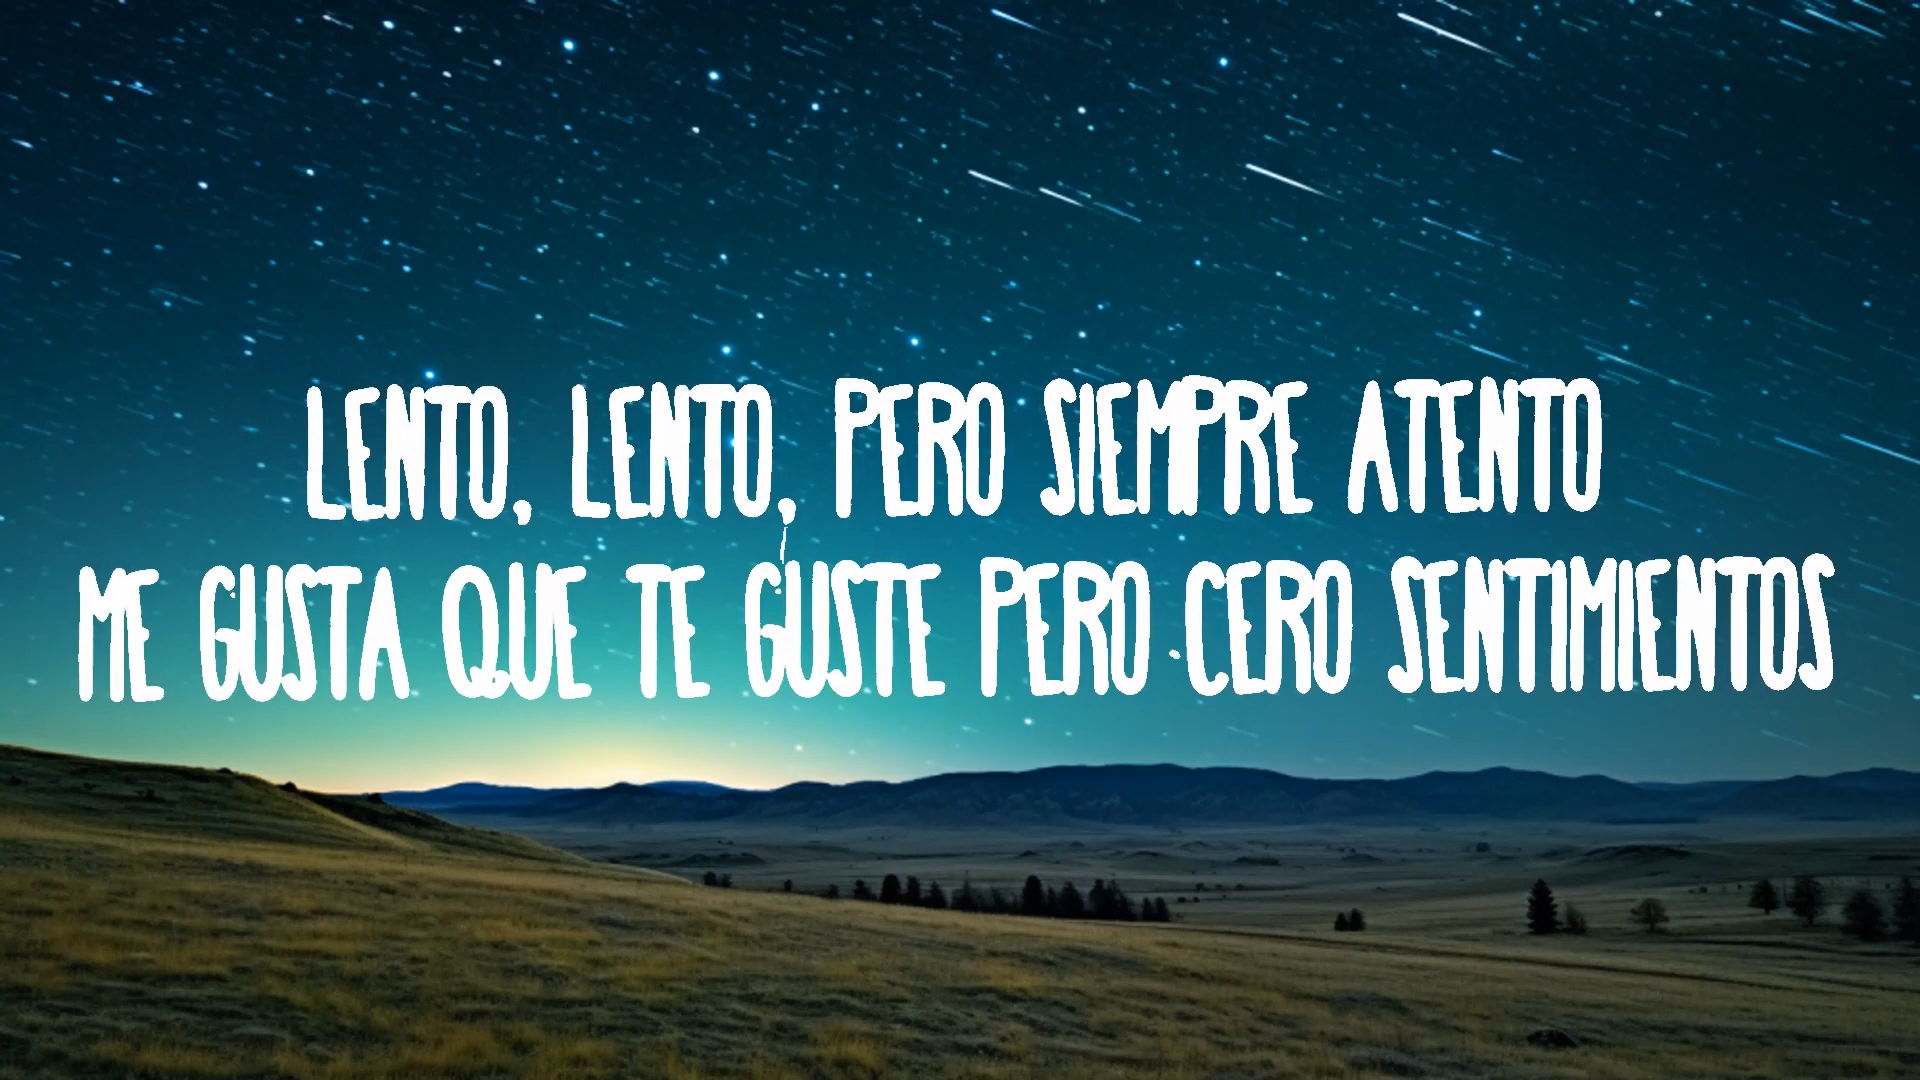 LENTO, LENTO, PERO SIEMPRE ATENTO
ME GUSTA QUE TE GUSTE PERO CERO SENTIMIENTOS